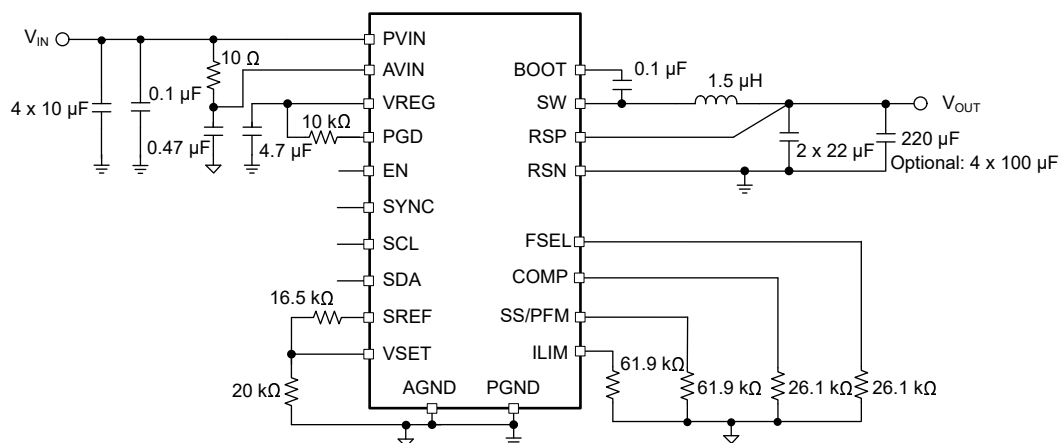 V_IN
PVIN
10 Ω
AVIN
4 x 10 µF
0.1 µF
VREG
10 kΩ
PGD
0.47 µF
4.7 µF
EN
SYNC
SCL
SDA
16.5 kΩ
SREF
VSET
20 kΩ
AGND
PGND
BOOT
0.1 µF
1.5 µH
SW
V_OUT
RSP
2 x 22 µF
220 µF
Optional: 4 x 100 µF
RSN
FSEL
COMP
SS/PFM
ILIM
61.9 kΩ
61.9 kΩ
26.1 kΩ
26.1 kΩ